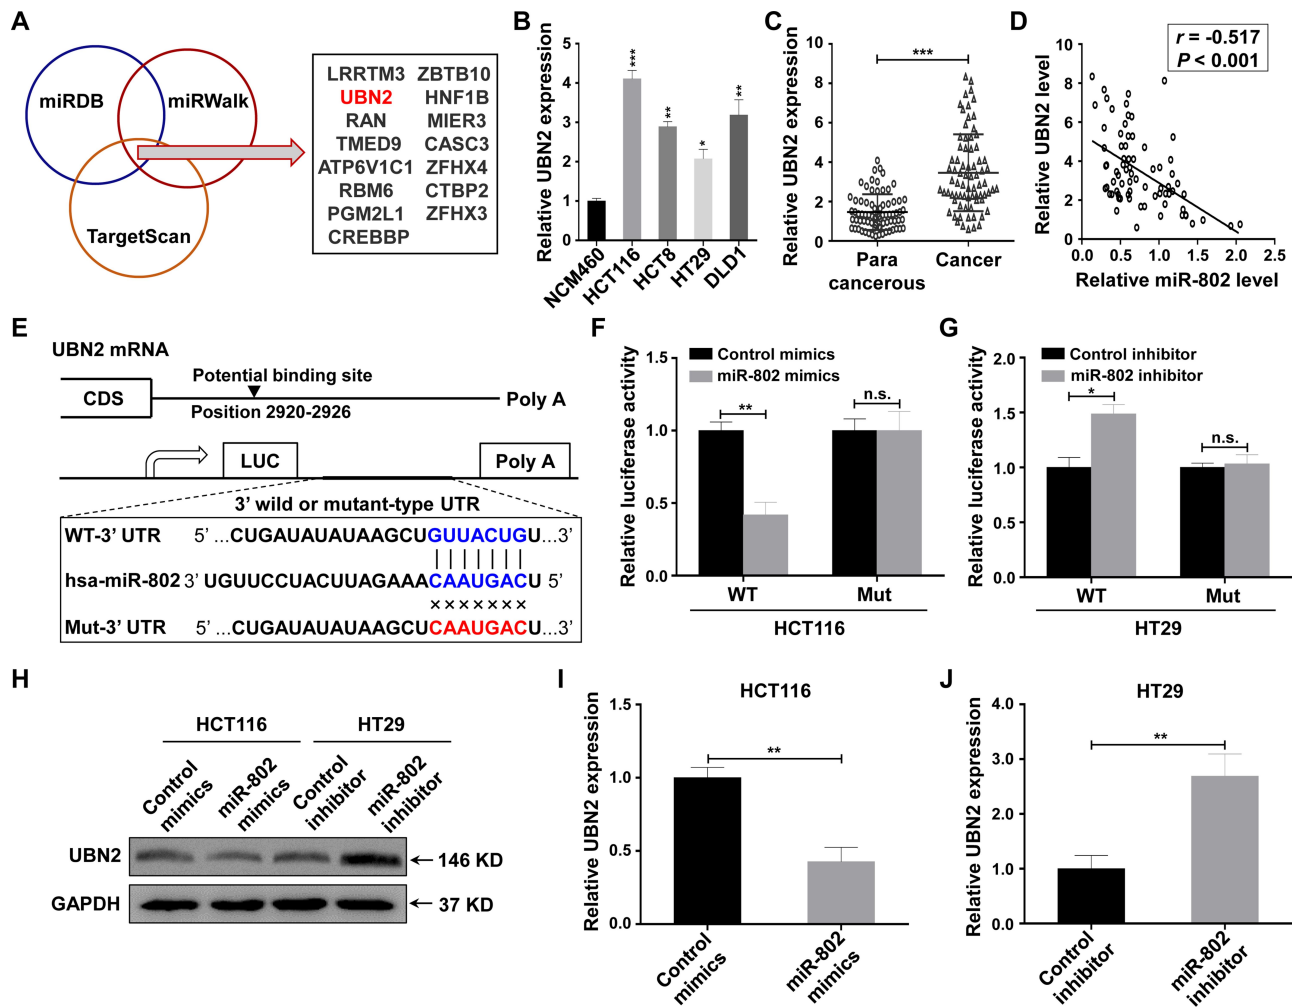 A
miRDB
miRWalk
TargetScan
LRRTM3 ZBTB10
UBN2 HNF1B
RAN MIER3
TMED9 CASC3
ATP6V1C1 ZFHX4
RBM6 CTBP2
PGM2L1 ZFHX3
CREBBP
B
Relative UBN2 expression
5
4
3
2
1
0
***
**
*
**
NCM460
HCT116
HCT8
HT29
DLD1
C
Relative UBN2 expression
10
8
6
4
2
0
***
Para
cancerous
Cancer
D
r = -0.517
P < 0.001
Relative UBN2 level
10
8
6
4
2
0
0.0 0.5 1.0 1.5 2.0 2.5
Relative miR-802 level
E
UBN2 mRNA
CDS
Potential binding site
Position 2920-2926
Poly A
LUC
Poly A
3’ wild or mutant-type UTR
WT-3’ UTR 5’ ...CUGAUAUAUAAGCUGUUACUGU...3’
hsa-miR-802 3’ UGUUCCUACUUAGAAACAAUGACU 5’
×××××××
Mut-3’ UTR 5’ ...CUGAUAUAUAAGCUCAAUGACU...3’
F
Control mimics
miR-802 mimics
Relative luciferase activity
1.5
1.0
0.5
0.0
**
n.s.
WT Mut
HCT116
G
Control inhibitor
miR-802 inhibitor
Relative luciferase activity
2.0
1.5
1.0
0.5
0.0
*
n.s.
WT Mut
HT29
H
HCT116 HT29
Control
mimics
miR-802
mimics
Control
inhibitor
miR-802
inhibitor
UBN2 146 KD
GAPDH 37 KD
I
HCT116
Relative UBN2 expression
1.5
1.0
0.5
0.0
**
Control
mimics
miR-802
mimics
J
HT29
Relative UBN2 expression
4.0
3.0
2.0
1.0
0.0
**
Control
inhibitor
miR-802
inhibitor